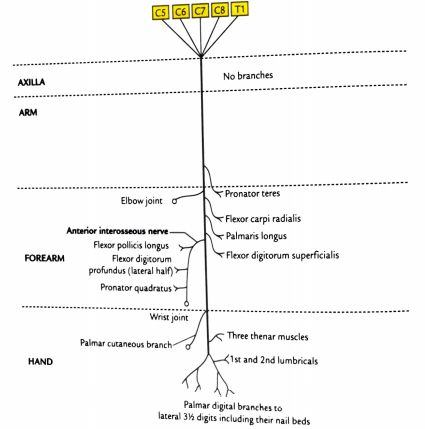 C5 C6 C7 C8 T1
AXILLA
No branches
ARM
Pronator teres
Elbow joint
Flexor carpi radialis
Anterior interosseous nerve
Palmaris longus
Flexor pollicis longus
FOREARM
Flexor digitorum
profundus (lateral half)
Flexor digitorum superficialis
Pronator quadratus
Wrist joint
Three thenar muscles
Palmar cutaneous branch
HAND
1st and 2nd lumbricals
Palmar digital branches to
lateral 3½ digits including their nail beds